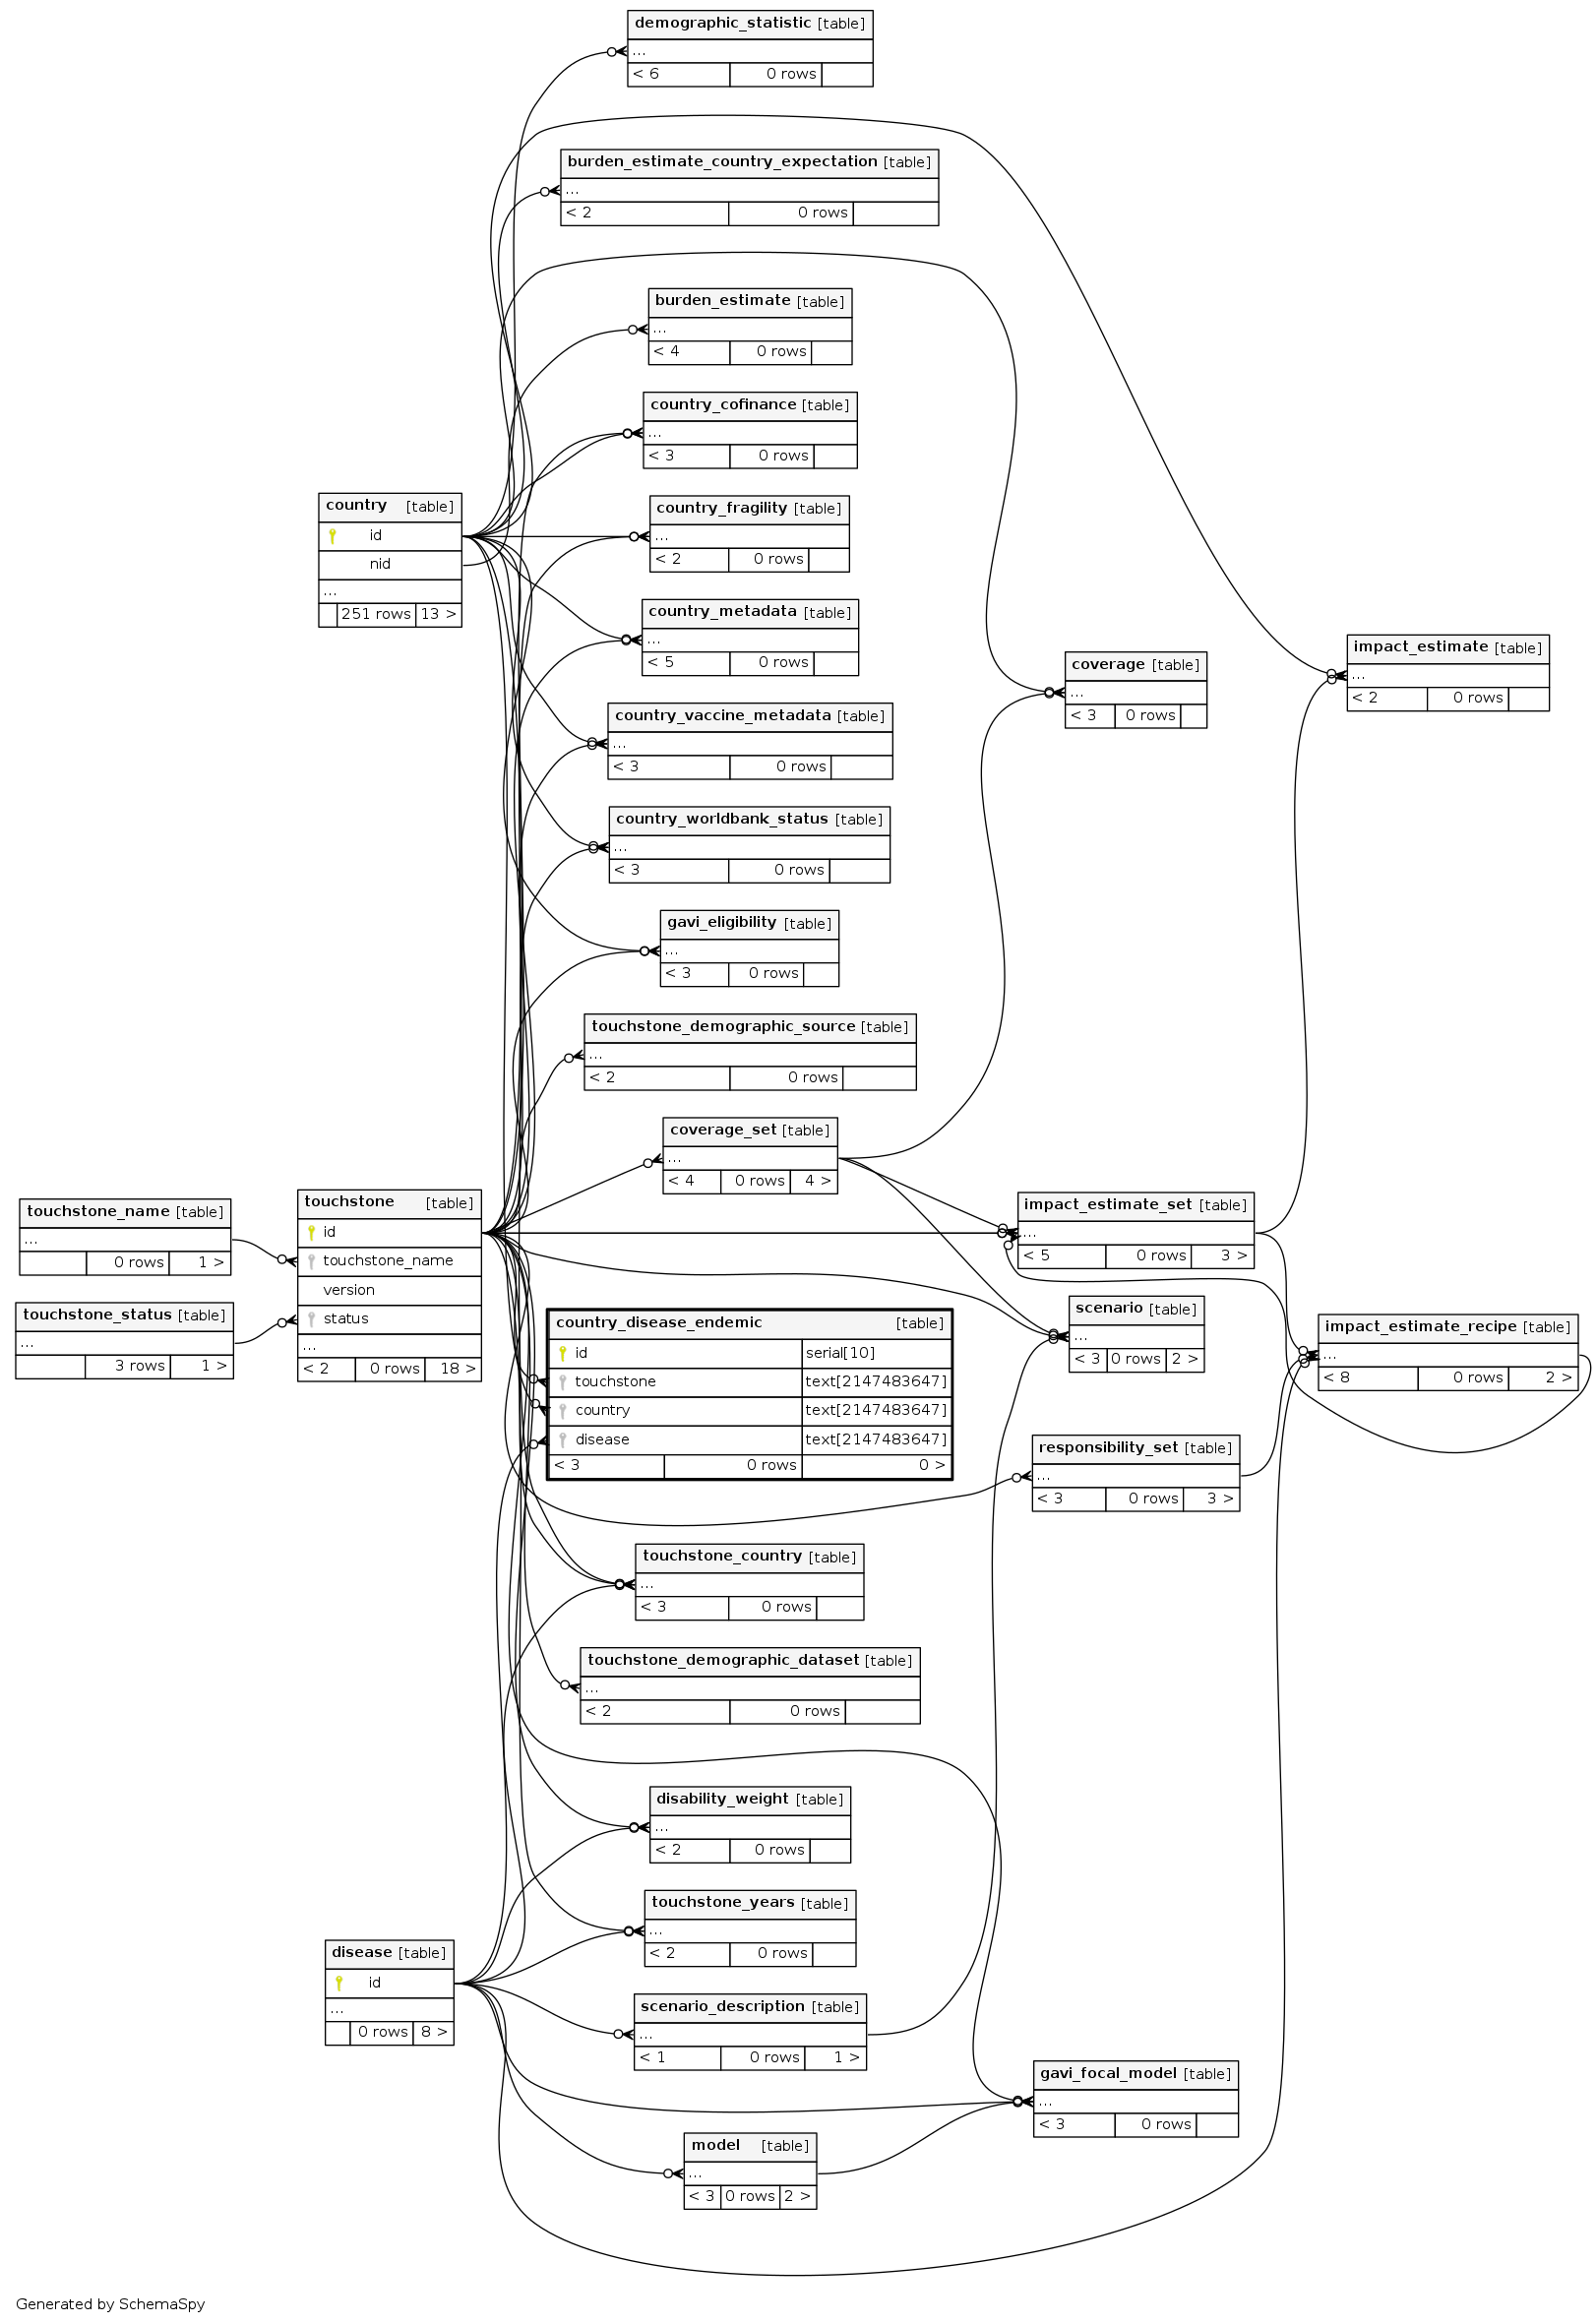 demographic_statistic [table]
...
< 6 0 rows
burden_estimate_country_expectation [table]
...
< 2 0 rows
burden_estimate [table]
...
< 4 0 rows
country_cofinance [table]
...
< 3 0 rows
country [table]
id
nid
...
251 rows 13 >
country_fragility [table]
...
< 2 0 rows
country_metadata [table]
...
< 5 0 rows
coverage [table]
...
< 3 0 rows
impact_estimate [table]
...
< 2 0 rows
country_vaccine_metadata [table]
...
< 3 0 rows
country_worldbank_status [table]
...
< 3 0 rows
gavi_eligibility [table]
...
< 3 0 rows
touchstone_demographic_source [table]
...
< 2 0 rows
coverage_set [table]
...
< 4 0 rows 4 >
touchstone_name [table]
...
0 rows 1 >
touchstone_status [table]
...
3 rows 1 >
touchstone [table]
id
touchstone_name
version
status
...
< 2 0 rows 18 >
impact_estimate_set [table]
...
< 5 0 rows 3 >
scenario [table]
...
< 3 0 rows 2 >
impact_estimate_recipe [table]
...
< 8 0 rows 2 >
country_disease_endemic [table]
id serial[10]
touchstone text[2147483647]
country text[2147483647]
disease text[2147483647]
< 3 0 rows 0 >
responsibility_set [table]
...
< 3 0 rows 3 >
touchstone_country [table]
...
< 3 0 rows
touchstone_demographic_dataset [table]
...
< 2 0 rows
disability_weight [table]
...
< 2 0 rows
touchstone_years [table]
...
< 2 0 rows
disease [table]
id
...
0 rows 8 >
scenario_description [table]
...
< 1 0 rows 1 >
gavi_focal_model [table]
...
< 3 0 rows
model [table]
...
< 3 0 rows 2 >
Generated by SchemaSpy